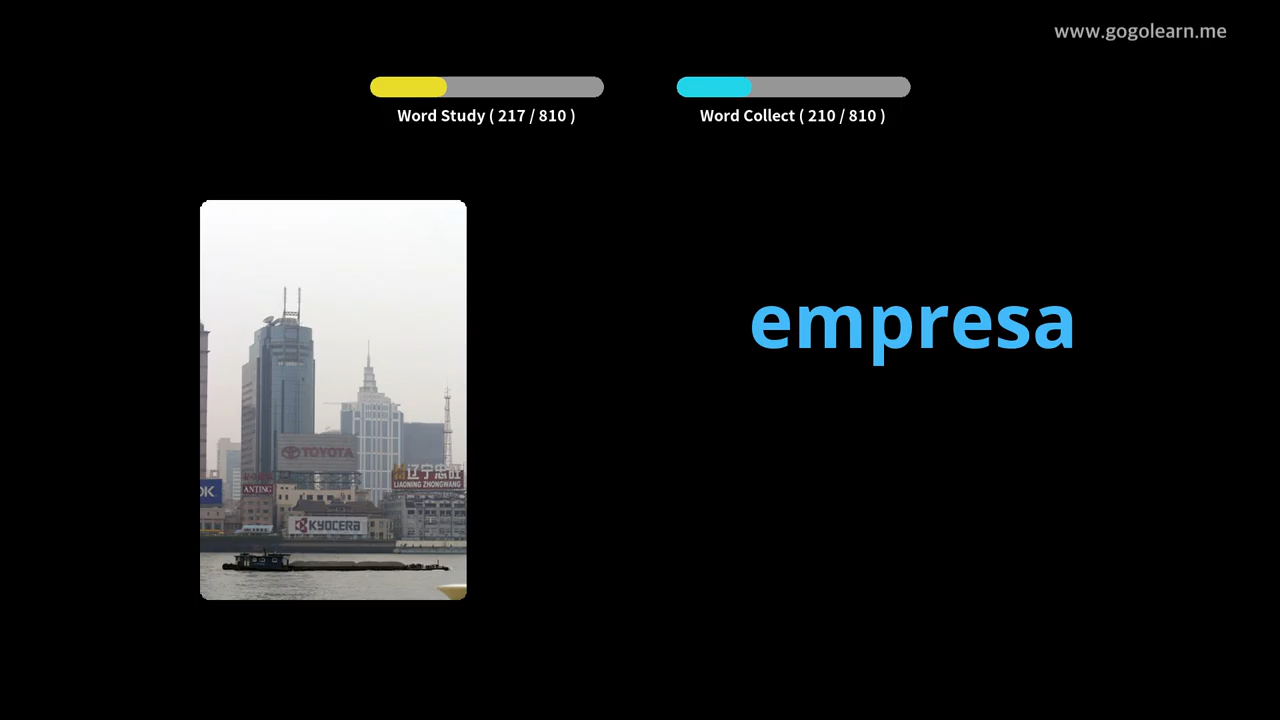 www.gogolearn.me
Word Study ( 217 / 810 )
Word Collect ( 210 / 810 )
empresa
TOYOTA
辽宁忠旺
LIAONING ZHONGWANG
ANTING
KYOCERA